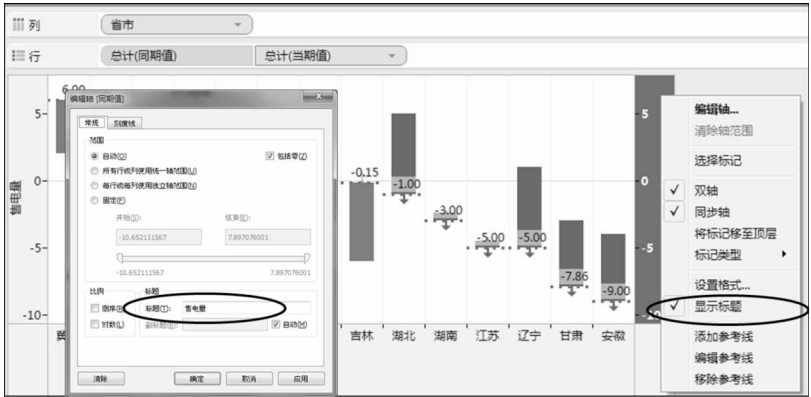 列
省市
行
总计(同期值)
总计(当期值)
6.00
5
0
-5
-10
售电量
编辑轴 [同期值]
常规
刻度线
范围
自动(O)
包括零(Z)
所有行或列使用统一轴范围(U)
每行或每列使用独立轴范围(N)
固定(F)
开始(S):
结束(E):
-10.652111567
7.897076001
-10.652111567
7.897076001
比例
标题
倒序(R)
标题(T):
售电量
对数(L)
副标题(B):
自动(M)
清除
确定
取消
应用
-0.15
-1.00
-3.00
-5.00
-5.00
-7.86
-9.00
冀
吉林
湖北
湖南
江苏
辽宁
甘肃
安徽
5
0
-5
-10
编辑轴...
清除轴范围
选择标记
双轴
同步轴
将标记移至顶层
标记类型
设置格式...
显示标题
添加参考线
编辑参考线
移除参考线